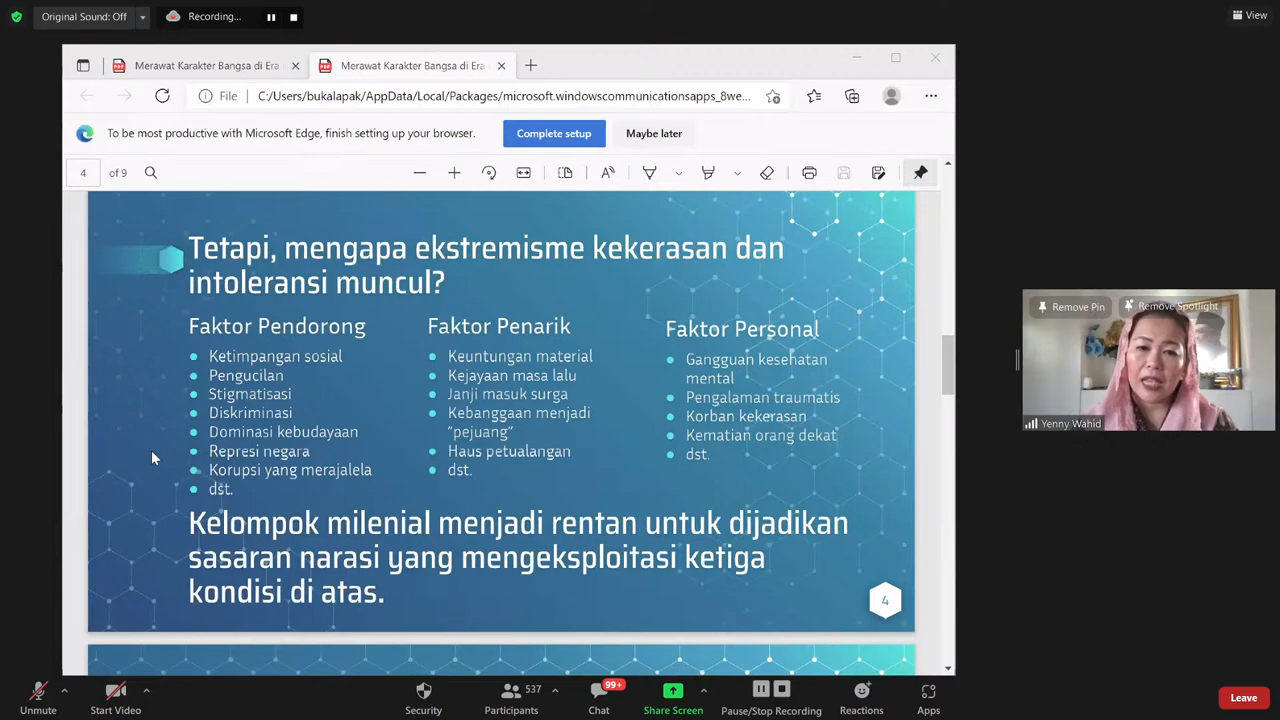 Original Sound: Off
Recording...
View
Merawat Karakter Bangsa di Era
Merawat Karakter Bangsa di Era
File
C:/Users/bukalapak/AppData/Local/Packages/microsoft.windowscommunicationsapps_8we...
To be most productive with Microsoft Edge, finish setting up your browser.
Complete setup
Maybe later
4 of 9
Tetapi, mengapa ekstremisme kekerasan dan
intoleransi muncul?
Faktor Pendorong
Ketimpangan sosial
Pengucilan
Stigmatisasi
Diskriminasi
Dominasi kebudayaan
Represi negara
Korupsi yang merajalela
dst.
Faktor Penarik
Keuntungan material
Kejayaan masa lalu
Janji masuk surga
Kebanggaan menjadi
"pejuang"
Haus petualangan
dst.
Faktor Personal
Gangguan kesehatan
mental
Pengalaman traumatis
Korban kekerasan
Kematian orang dekat
dst.
Kelompok milenial menjadi rentan untuk dijadikan
sasaran narasi yang mengeksploitasi ketiga
kondisi di atas.
4
Remove Pin
Remove Spotlight
Yenny Wahid
Unmute
Start Video
Security
537
Participants
99+
Chat
Share Screen
Pause/Stop Recording
Reactions
Apps
Leave